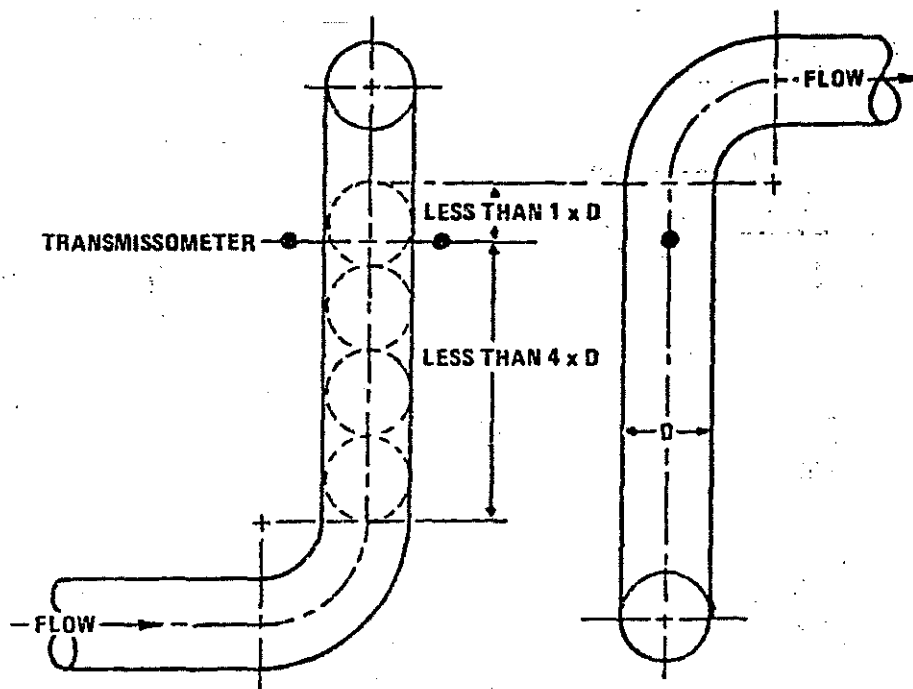 FLOW
LESS THAN 1 x D
TRANSMISSOMETER
LESS THAN 4 x D
D
FLOW